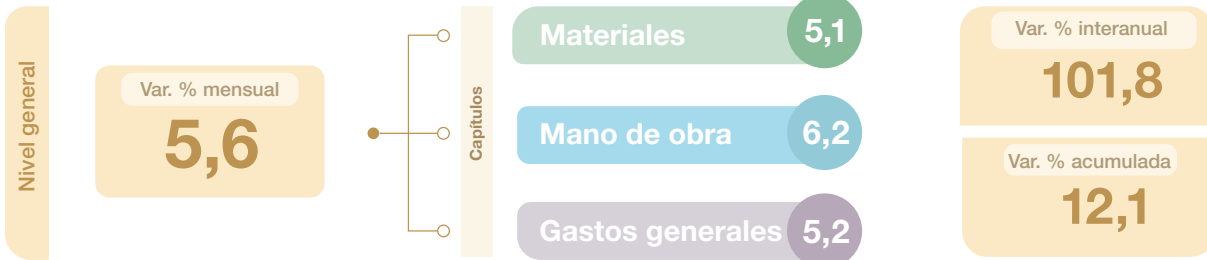 Nivel general
Var. % mensual
5,6
Capítulos
Materiales 5,1
Mano de obra 6,2
Gastos generales 5,2
Var. % interanual
101,8
Var. % acumulada
12,1